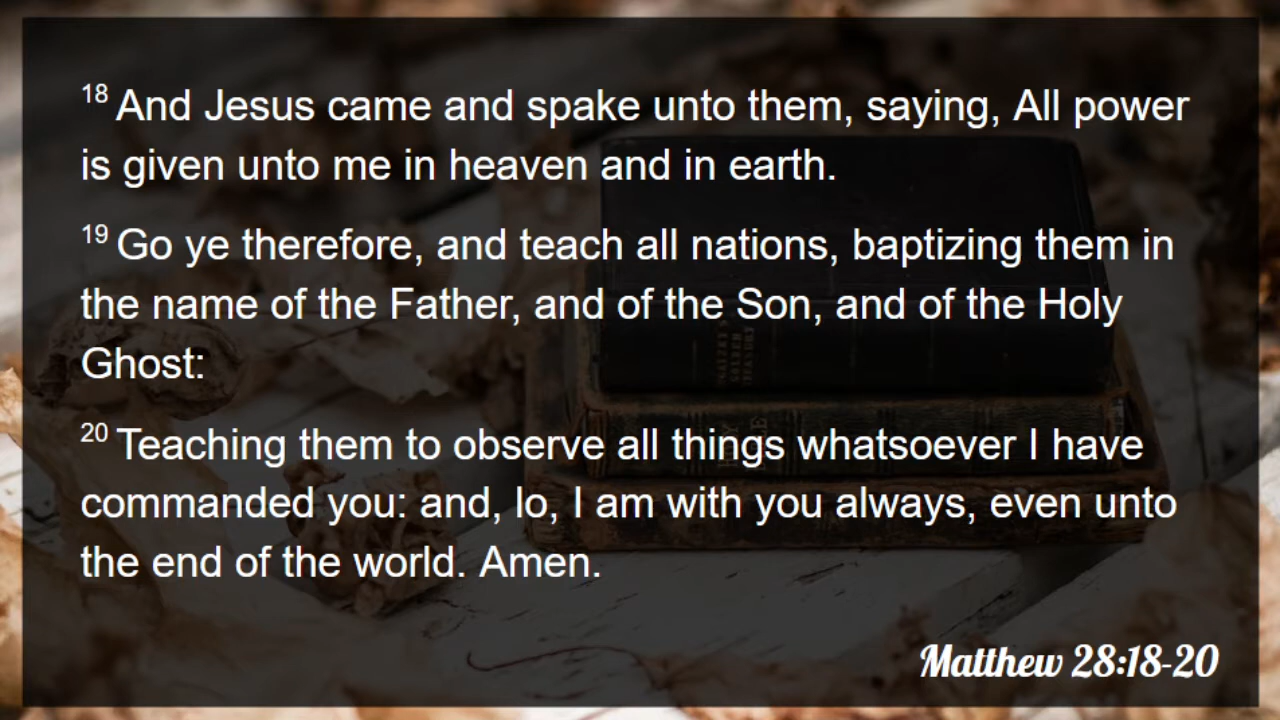 18 And Jesus came and spake unto them, saying, All power
is given unto me in heaven and in earth.
19 Go ye therefore, and teach all nations, baptizing them in
the name of the Father, and of the Son, and of the Holy
Ghost:
20 Teaching them to observe all things whatsoever I have
commanded you: and, lo, I am with you always, even unto
the end of the world. Amen.
Matthew 28:18-20